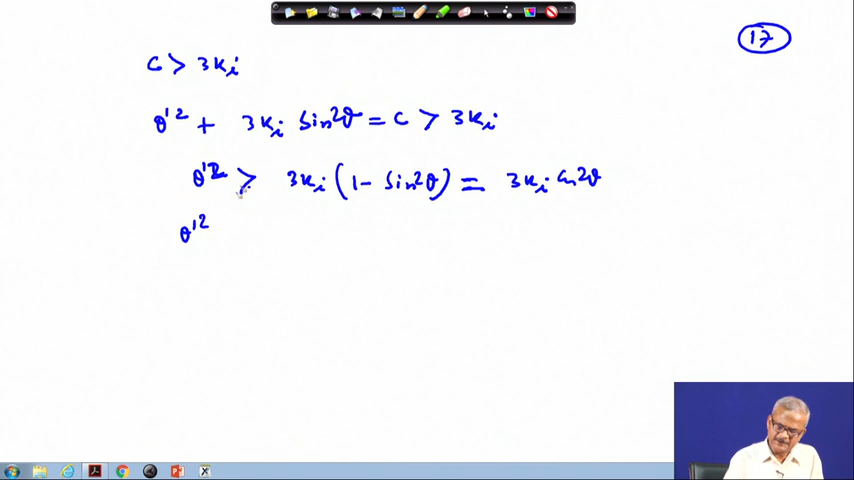 17
c > 3Ki
θ'² + 3Ki Sin²θ = c > 3Ki
θ'² > 3Ki (1 - Sin²θ) = 3Ki Cos²θ
θ'²